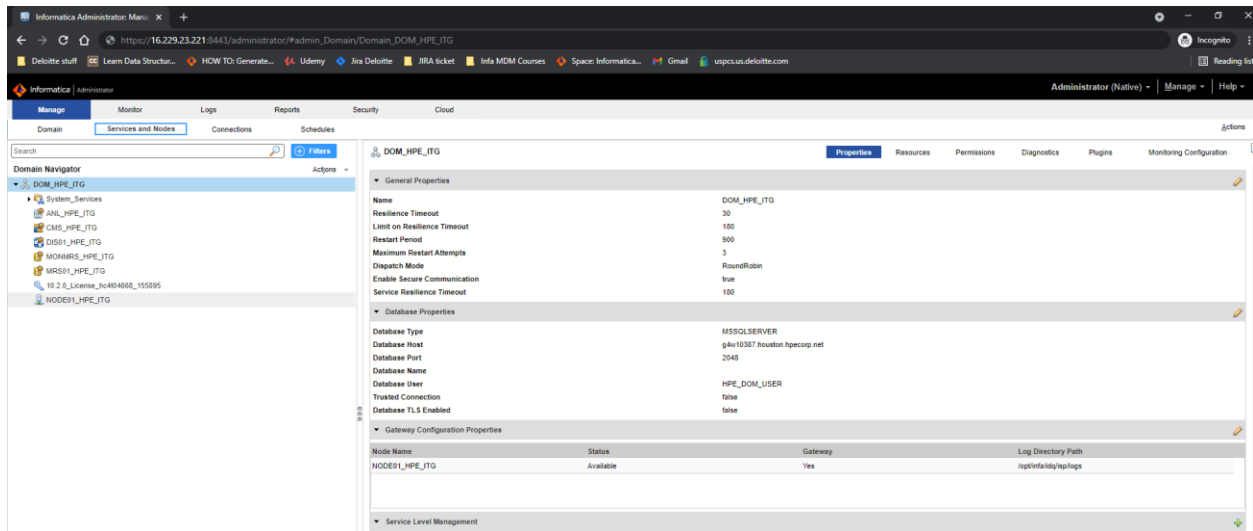 Informatica Administrator: Mana
https://16.229.23.221:8443/administrator/#admin_Domain/Domain_DOM_HPE_ITG
Incognito
Deloitte stuff CC Learn Data Structur... HOW TO: Generate... Udemy Jira Deloitte JIRA ticket Infa MDM Courses Space: Informatica... Gmail uspcs.us.deloitte.com Reading list
Informatica Administrator Administrator (Native) Manage Help
Manage Monitor Logs Reports Security Cloud
Domain Services and Nodes Connections Schedules Actions
Search Filters
Domain Navigator Actions
DOM_HPE_ITG
System_Services
ANL_HPE_ITG
CMS_HPE_ITG
DIS01_HPE_ITG
MONMRS_HPE_ITG
MRS01_HPE_ITG
10.2.0_License_hc4t04668_155895
NODE01_HPE_ITG
DOM_HPE_ITG Properties Resources Permissions Diagnostics Plugins Monitoring Configuration
General Properties
Name DOM_HPE_ITG
Resilience Timeout 30
Limit on Resilience Timeout 180
Restart Period 900
Maximum Restart Attempts 3
Dispatch Mode RoundRobin
Enable Secure Communication true
Service Resilience Timeout 180
Database Properties
Database Type MSSQLSERVER
Database Host g4w10387.houston.hpecorp.net
Database Port 2048
Database Name
Database User HPE_DOM_USER
Trusted Connection false
Database TLS Enabled false
Gateway Configuration Properties
Node Name Status Gateway Log Directory Path
NODE01_HPE_ITG Available Yes /opt/infa/idq/isp/logs
Service Level Management